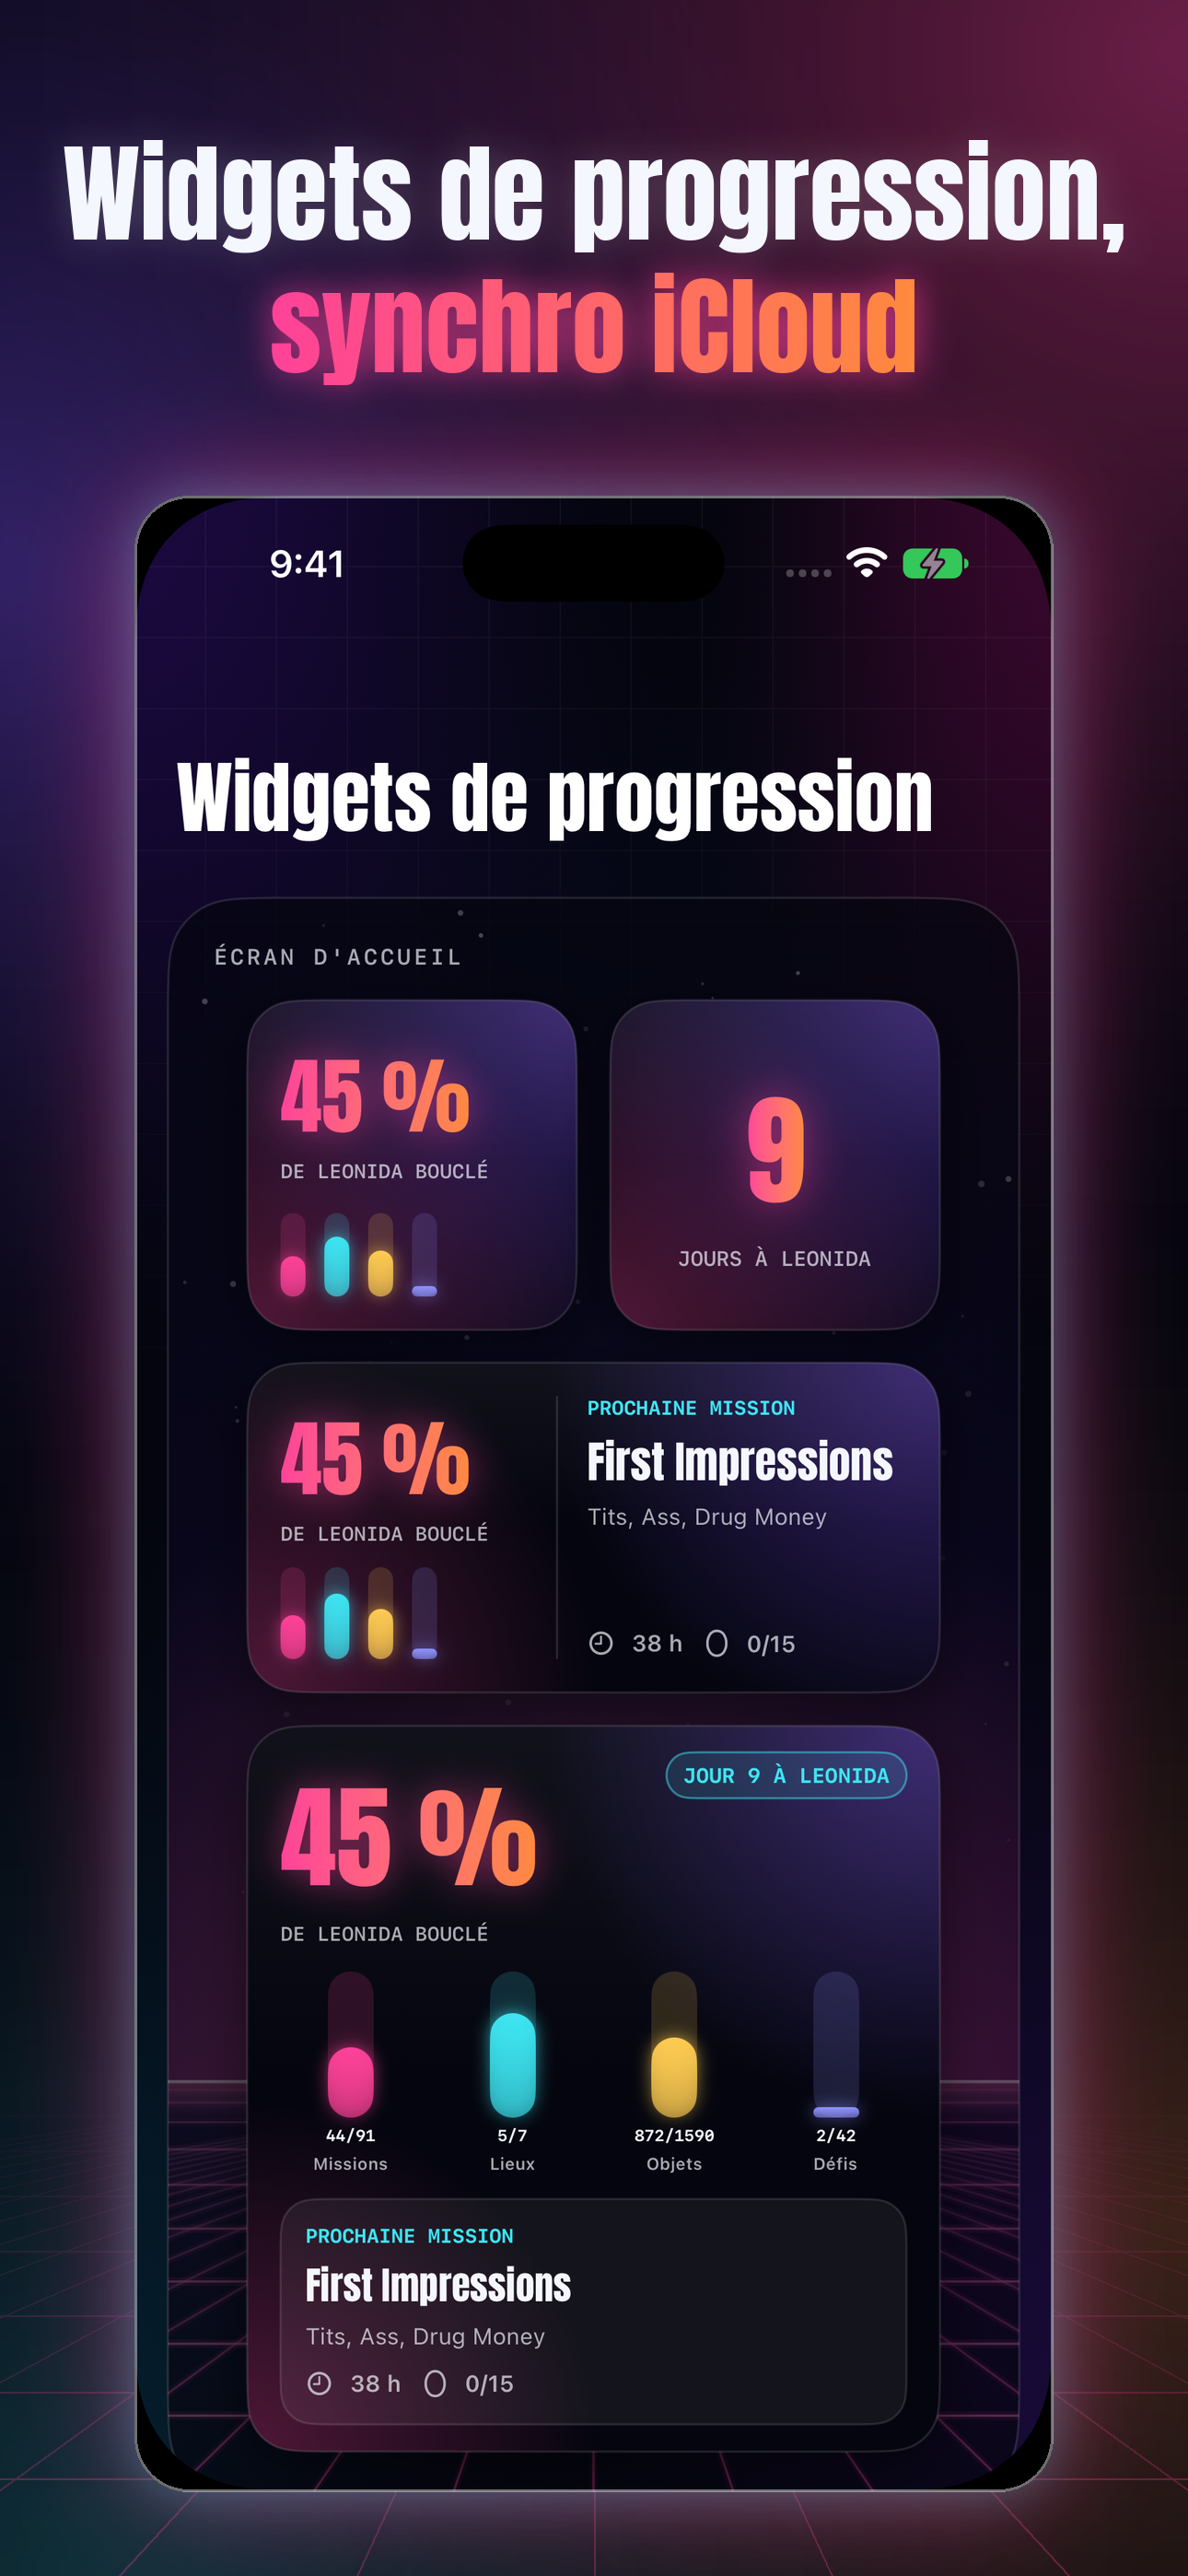 Widgets de progression,
synchro iCloud
9:41
Widgets de progression
ÉCRAN D'ACCUEIL
45 %
DE LEONIDA BOUCLÉ
9
JOURS À LEONIDA
45 %
DE LEONIDA BOUCLÉ
PROCHAINE MISSION
First Impressions
Tits, Ass, Drug Money
38 h 0/15
JOUR 9 À LEONIDA
45 %
DE LEONIDA BOUCLÉ
44/91 5/7 872/1590 2/42
Missions Lieux Objets Défis
PROCHAINE MISSION
First Impressions
Tits, Ass, Drug Money
38 h 0/15